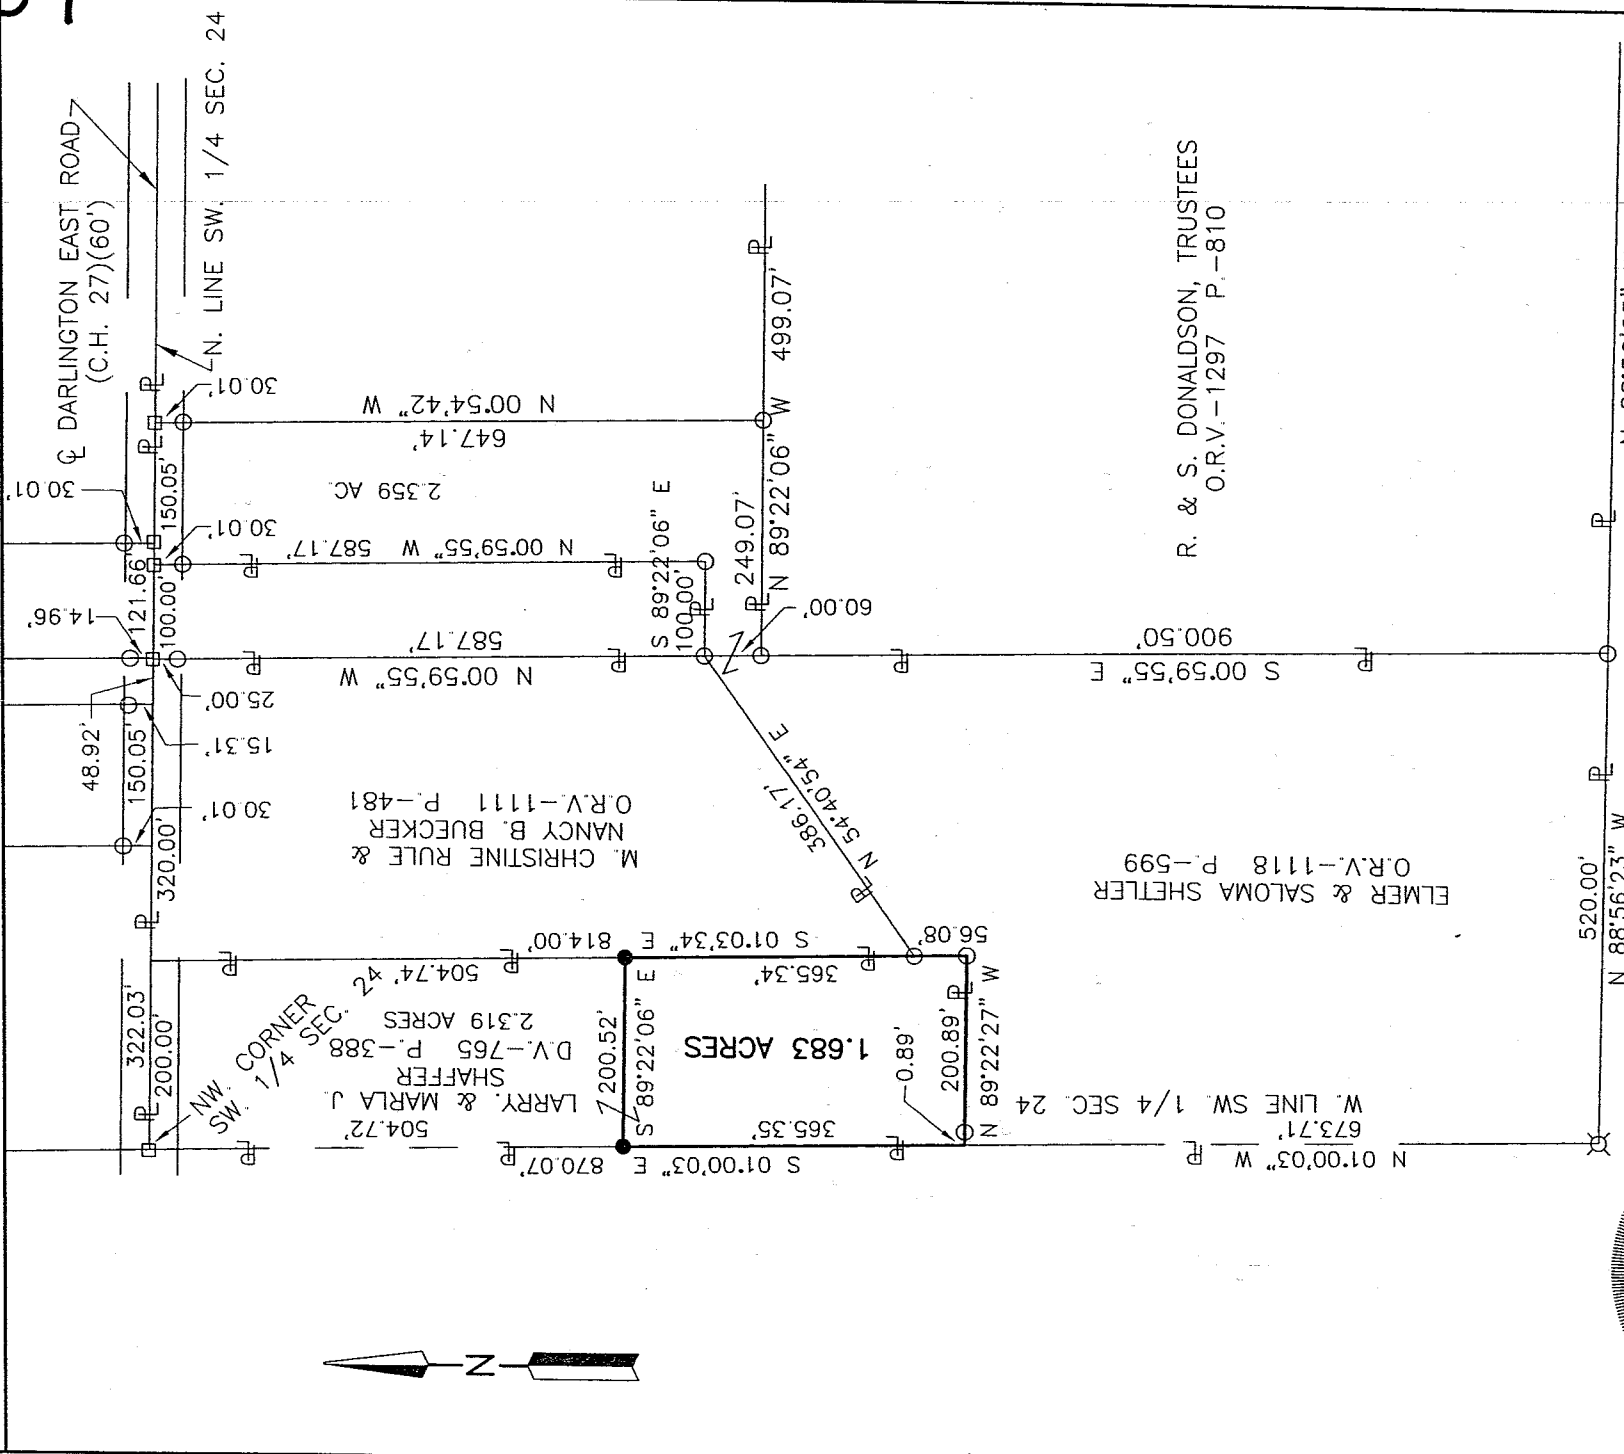 ℄ DARLINGTON EAST ROAD
(C.H. 27)(60')
N. LINE SW. 1/4 SEC. 24
30.01'
30.01'
150.05'
30.01'
14.96'
121.66'
100.00'
25.00'
48.92'
15.31'
150.05'
30.01'
320.00'
322.03'
200.00'
NW. CORNER
SW. 1/4 SEC. 24
N 00°54'42" W
647.14'
2.359 AC.
N 00°59'55" W 587.17'
S 89°22'06" E
100.00'
249.07'
N 89°22'06" W
499.07'
60.00'
587.17'
N 00°59'55" W
R. & S. DONALDSON, TRUSTEES
O.R.V.-1297 P.-810
900.50'
S 00°59'55" E
M. CHRISTINE RULE &
NANCY B. BUECKER
O.R.V.-1111 P.-481
386.17'
N 54°40'54" E
ELMER & SALOMA SHETLER
O.R.V.-1118 P.-599
S 01°03'34" E 814.00'
504.74'
365.34'
56.08'
LARRY. & MARLA J.
SHAFFER
D.V.-765 P.-388
2.319 ACRES
504.72'
200.52'
S 89°22'06" E
1.683 ACRES
0.89'
200.89'
N 89°22'27" W
365.35'
S 01°00'03" E 870.07'
W. LINE SW. 1/4 SEC. 24
673.71'
N 01°00'03" W
520.00'
N 88°56'23" W
N